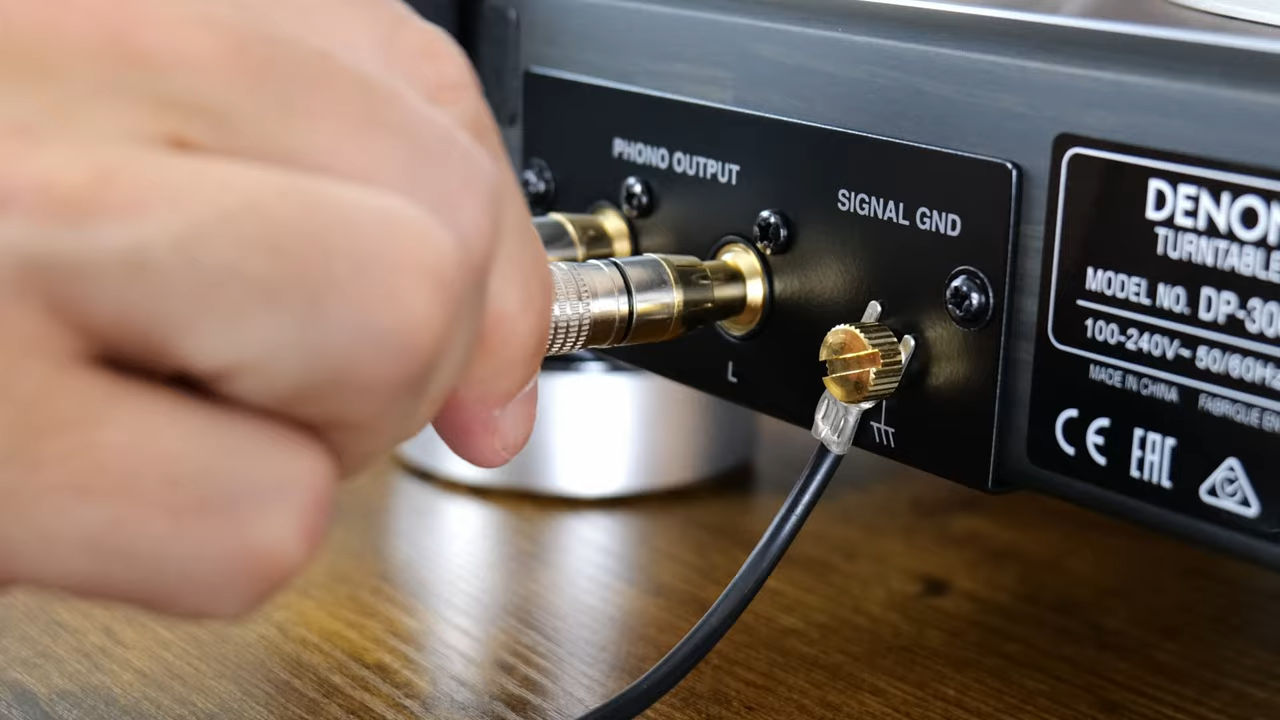 PHONO OUTPUT
SIGNAL GND
L
DENON
TURNTABLE
MODEL NO. DP-30
100-240V~ 50/60Hz
MADE IN CHINA FABRIQUE EN
CE EAC